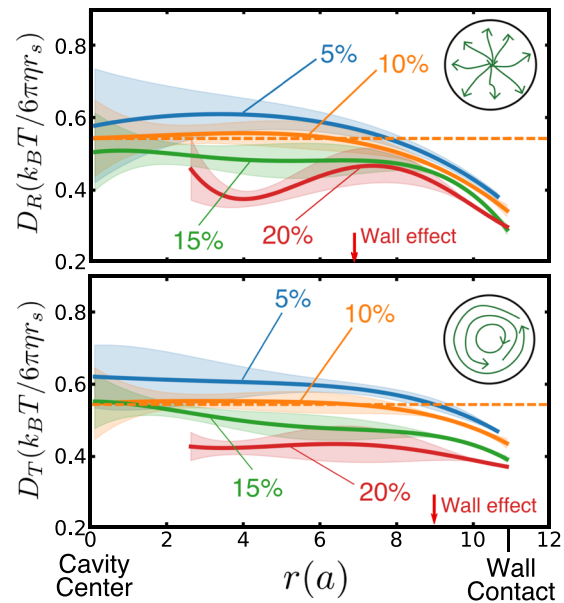 D_R(k_BT/6πηr_s)
0.8
0.6
0.4
0.2
5%
10%
15%
20%
Wall effect
D_T(k_BT/6πηr_s)
0.8
0.6
0.4
0.2
5%
10%
15%
20%
Wall effect
0 2 4 6 8 10 12
Cavity
Center
r(a)
Wall
Contact